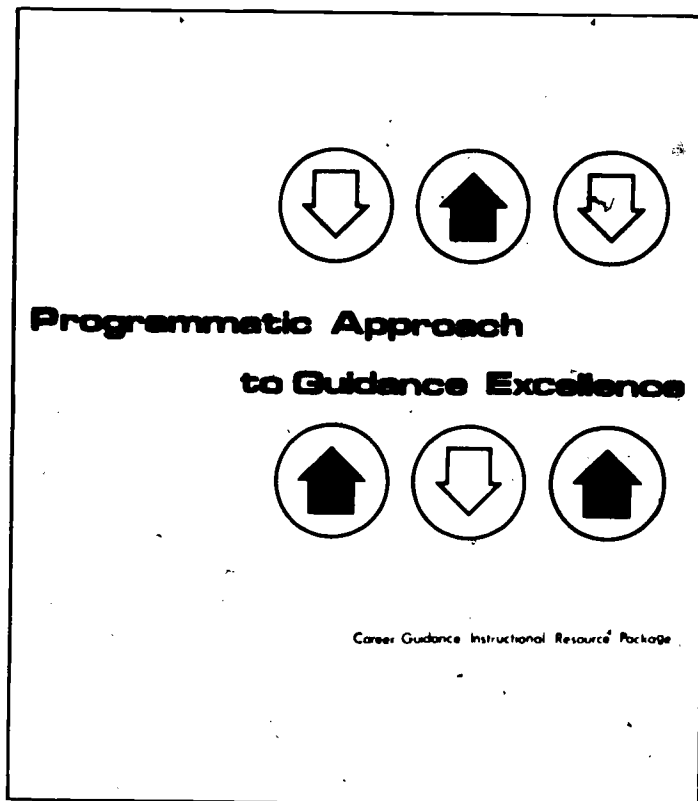 Programmatic Approach
to Guidance Excellence
Career Guidance Instructional Resource Package